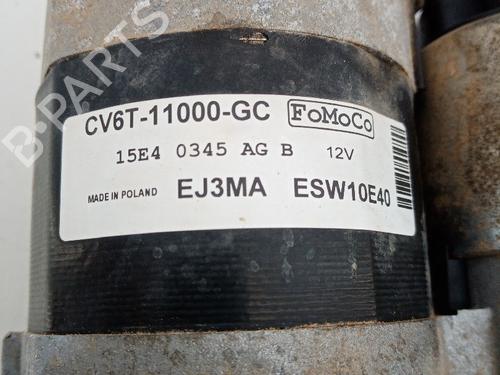 CV6T-11000-GC FoMoCo
15E4 0345 AG B 12V
MADE IN POLAND EJ3MA ESW10E40
B-PARTS